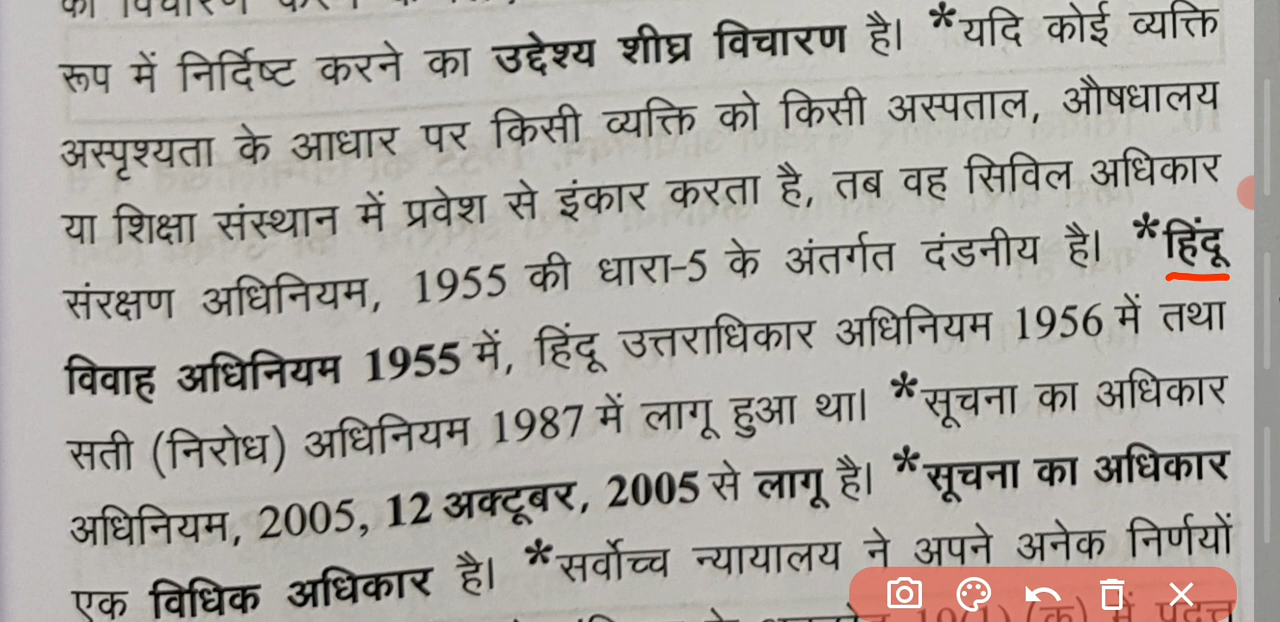 रूप में निर्दिष्ट करने का उद्देश्य शीघ्र विचारण है। *यदि कोई व्यक्ति
अस्पृश्यता के आधार पर किसी व्यक्ति को किसी अस्पताल, औषधालय
या शिक्षा संस्थान में प्रवेश से इंकार करता है, तब वह सिविल अधिकार
संरक्षण अधिनियम, 1955 की धारा-5 के अंतर्गत दंडनीय है। *हिंदू
विवाह अधिनियम 1955 में, हिंदू उत्तराधिकार अधिनियम 1956 में तथा
सती (निरोध) अधिनियम 1987 में लागू हुआ था। *सूचना का अधिकार
अधिनियम, 2005, 12 अक्टूबर, 2005 से लागू है। *सूचना का अधिकार
एक विधिक अधिकार है। *सर्वोच्च न्यायालय ने अपने अनेक निर्णयों